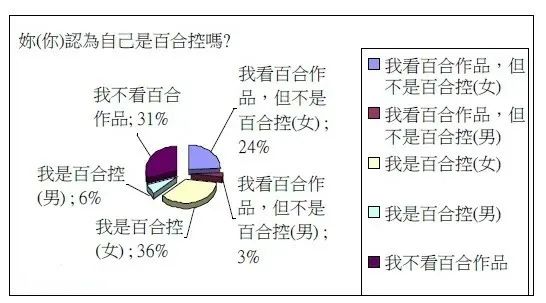 妳(你)認為自己是百合控嗎?
我看百合作
品，但不是
百合控(女)；
24%
我不看百合
作品; 31%
我是百合控
(男)；6%
我看百合作
品，但不是
百合控(男)；
3%
我是百合控
(女)；36%
我看百合作品，但
不是百合控(女)
我看百合作品，但
不是百合控(男)
我是百合控(女)
我是百合控(男)
我不看百合作品